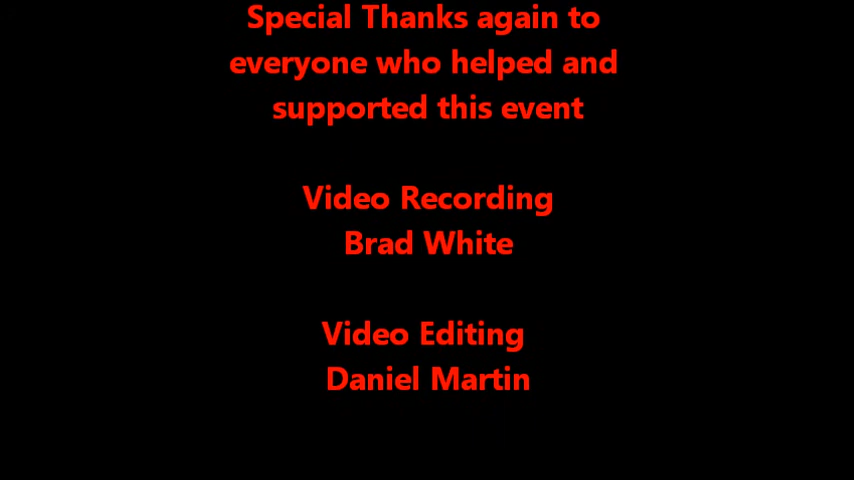 Special Thanks again to
everyone who helped and
supported this event
Video Recording
Brad White
Video Editing
Daniel Martin